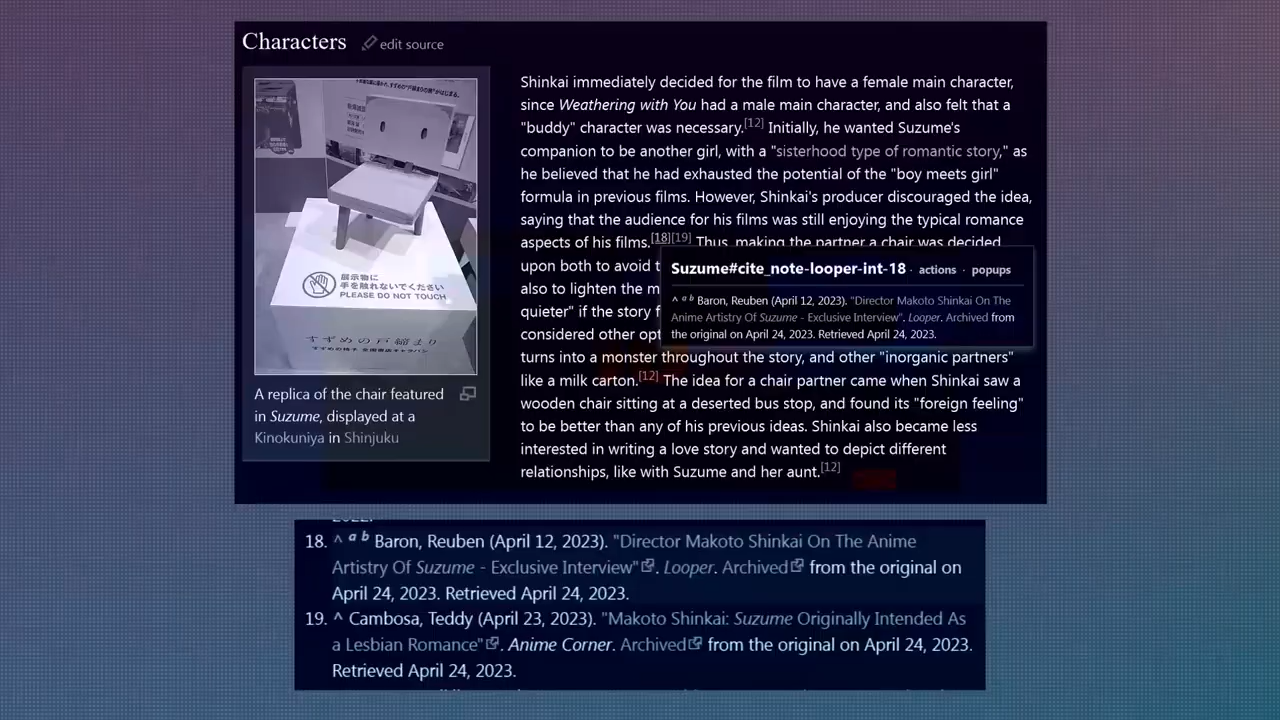 Characters edit source
展示物に
手を触れないでください
PLEASE DO NOT TOUCH
すずめの戸締まり
A replica of the chair featured
in Suzume, displayed at a
Kinokuniya in Shinjuku
Shinkai immediately decided for the film to have a female main character,
since Weathering with You had a male main character, and also felt that a
"buddy" character was necessary.[12] Initially, he wanted Suzume's
companion to be another girl, with a "sisterhood type of romantic story," as
he believed that he had exhausted the potential of the "boy meets girl"
formula in previous films. However, Shinkai's producer discouraged the idea,
saying that the audience for his films was still enjoying the typical romance
aspects of his films.[18][19] Thus, making the partner a chair was decided
upon both to avoid t
also to lighten the m
quieter" if the story f
considered other opt
turns into a monster throughout the story, and other "inorganic partners"
like a milk carton.[12] The idea for a chair partner came when Shinkai saw a
wooden chair sitting at a deserted bus stop, and found its "foreign feeling"
to be better than any of his previous ideas. Shinkai also became less
interested in writing a love story and wanted to depict different
relationships, like with Suzume and her aunt.[12]
Suzume#cite_note-looper-int-18 · actions · popups
^ a b Baron, Reuben (April 12, 2023). "Director Makoto Shinkai On The
Anime Artistry Of Suzume - Exclusive Interview". Looper. Archived from
the original on April 24, 2023. Retrieved April 24, 2023.
18. ^ a b Baron, Reuben (April 12, 2023). "Director Makoto Shinkai On The Anime
Artistry Of Suzume - Exclusive Interview". Looper. Archived from the original on
April 24, 2023. Retrieved April 24, 2023.
19. ^ Cambosa, Teddy (April 23, 2023). "Makoto Shinkai: Suzume Originally Intended As
a Lesbian Romance". Anime Corner. Archived from the original on April 24, 2023.
Retrieved April 24, 2023.